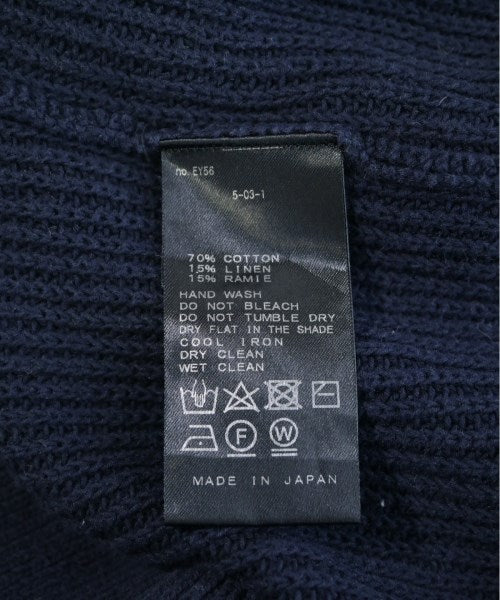 no. EY56
5-03-1
70% COTTON
15% LINEN
15% RAMIE
HAND WASH
DO NOT BLEACH
DO NOT TUMBLE DRY
DRY FLAT IN THE SHADE
COOL IRON
DRY CLEAN
WET CLEAN
F W
MADE IN JAPAN